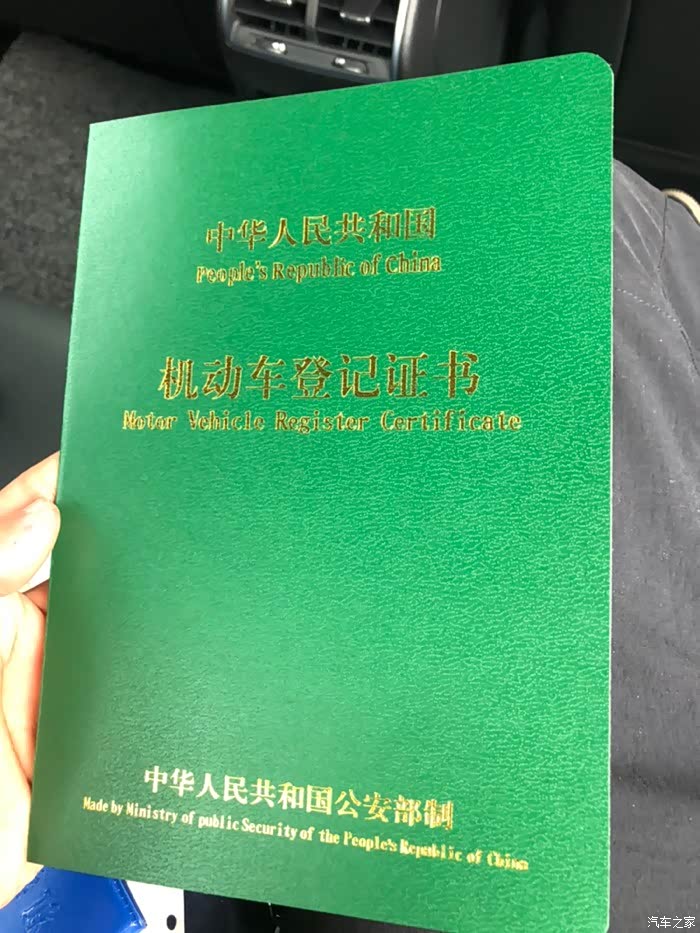 中华人民共和国
People's Republic of China
机动车登记证书
Motor Vehicle Register Certificate
中华人民共和国公安部制
Made by Ministry of public Security of the People's Republic of China
汽车之家